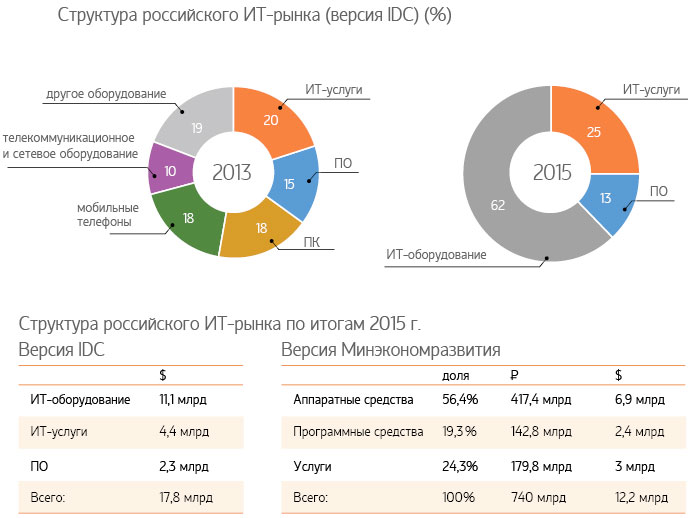 Структура российского ИТ-рынка (версия IDC) (%)
другое оборудование
ИТ-услуги
19
20
телекоммуникационное
и сетевое оборудование
10
2013
15
ПО
мобильные
телефоны
18
18
ПК
ИТ-услуги
25
2015
62
13
ПО
ИТ-оборудование
Структура российского ИТ-рынка по итогам 2015 г.
Версия IDC
$
ИТ-оборудование 11,1 млрд
ИТ-услуги 4,4 млрд
ПО 2,3 млрд
Всего: 17,8 млрд
Версия Минэкономразвития
доля ₽ $
Аппаратные средства 56,4% 417,4 млрд 6,9 млрд
Программные средства 19,3% 142,8 млрд 2,4 млрд
Услуги 24,3% 179,8 млрд 3 млрд
Всего: 100% 740 млрд 12,2 млрд